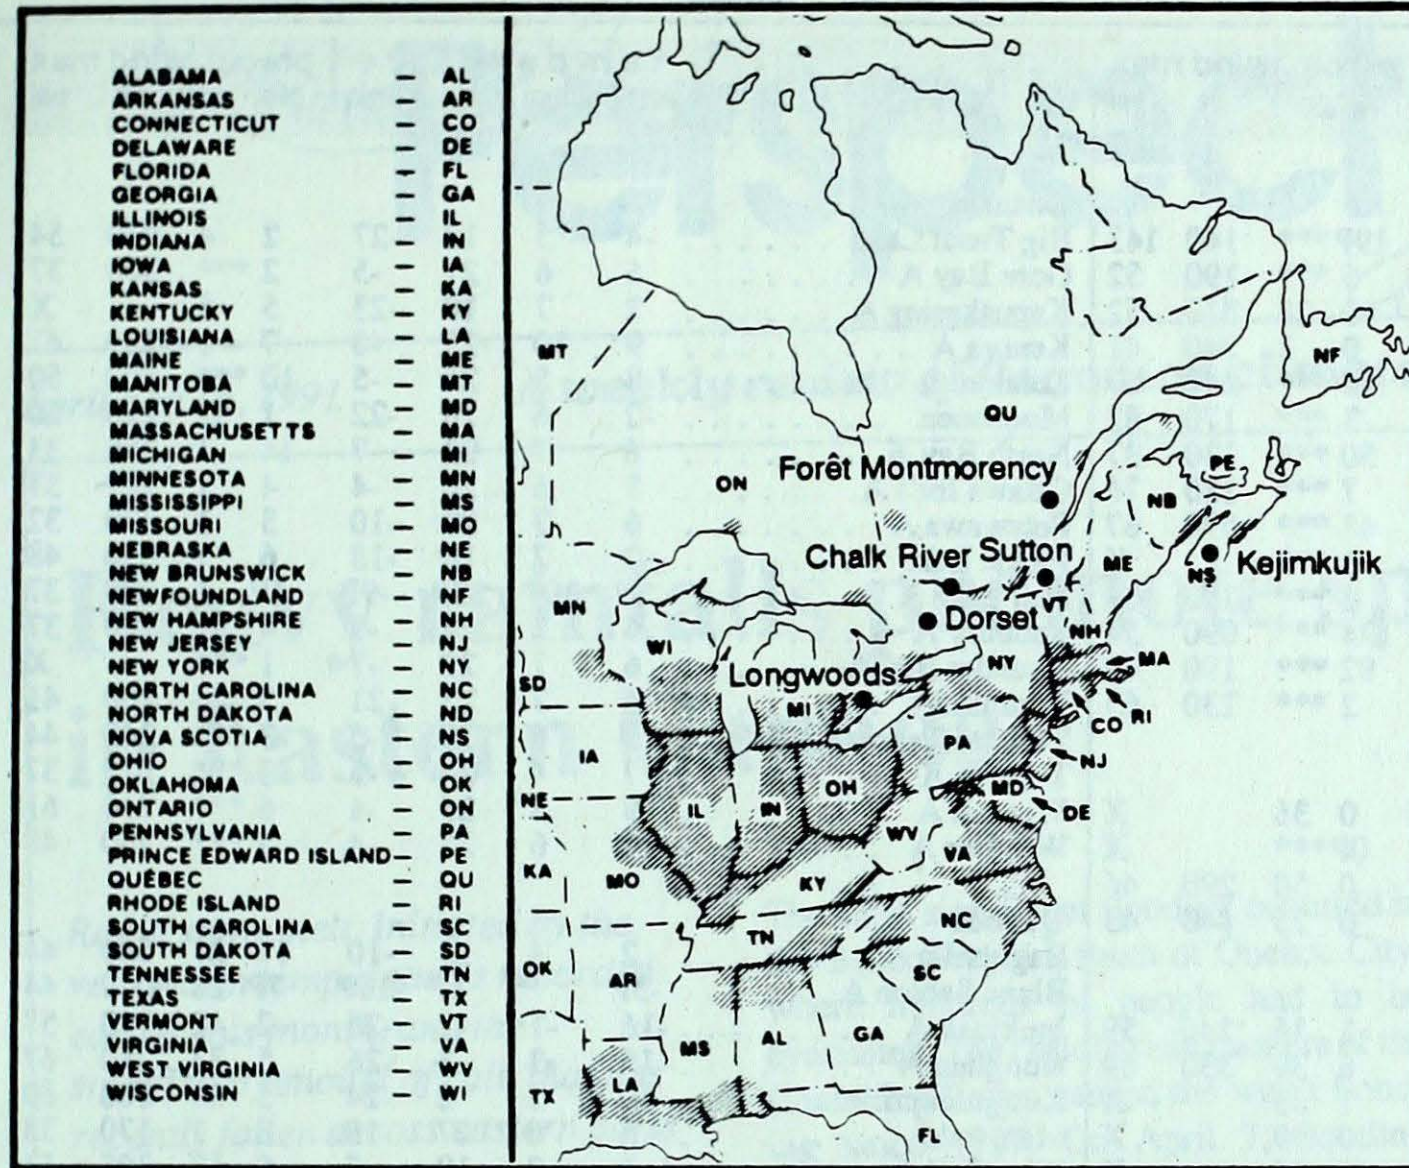 ALABAMA – AL
ARKANSAS – AR
CONNECTICUT – CO
DELAWARE – DE
FLORIDA – FL
GEORGIA – GA
ILLINOIS – IL
INDIANA – IN
IOWA – IA
KANSAS – KA
KENTUCKY – KY
LOUISIANA – LA
MAINE – ME
MANITOBA – MT
MARYLAND – MD
MASSACHUSETTS – MA
MICHIGAN – MI
MINNESOTA – MN
MISSISSIPPI – MS
MISSOURI – MO
NEBRASKA – NE
NEW BRUNSWICK – NB
NEWFOUNDLAND – NF
NEW HAMPSHIRE – NH
NEW JERSEY – NJ
NEW YORK – NY
NORTH CAROLINA – NC
NORTH DAKOTA – ND
NOVA SCOTIA – NS
OHIO – OH
OKLAHOMA – OK
ONTARIO – ON
PENNSYLVANIA – PA
PRINCE EDWARD ISLAND – PE
QUÉBEC – QU
RHODE ISLAND – RI
SOUTH CAROLINA – SC
SOUTH DAKOTA – SD
TENNESSEE – TN
TEXAS – TX
VERMONT – VT
VIRGINIA – VA
WEST VIRGINIA – WV
WISCONSIN – WI
MT
NF
QU
Forêt Montmorency
PE
ON
NB
Chalk River
Sutton
ME
NS
Kejimkujik
MN
VT
Dorset
NH
WI
NY
MA
SD
Longwoods
MI
CO
RI
IA
PA
NJ
NE
IL
IN
OH
MD
DE
WV
VA
KA
MO
KY
NC
TN
OK
AR
SC
MS
AL
GA
LA
TX
FL